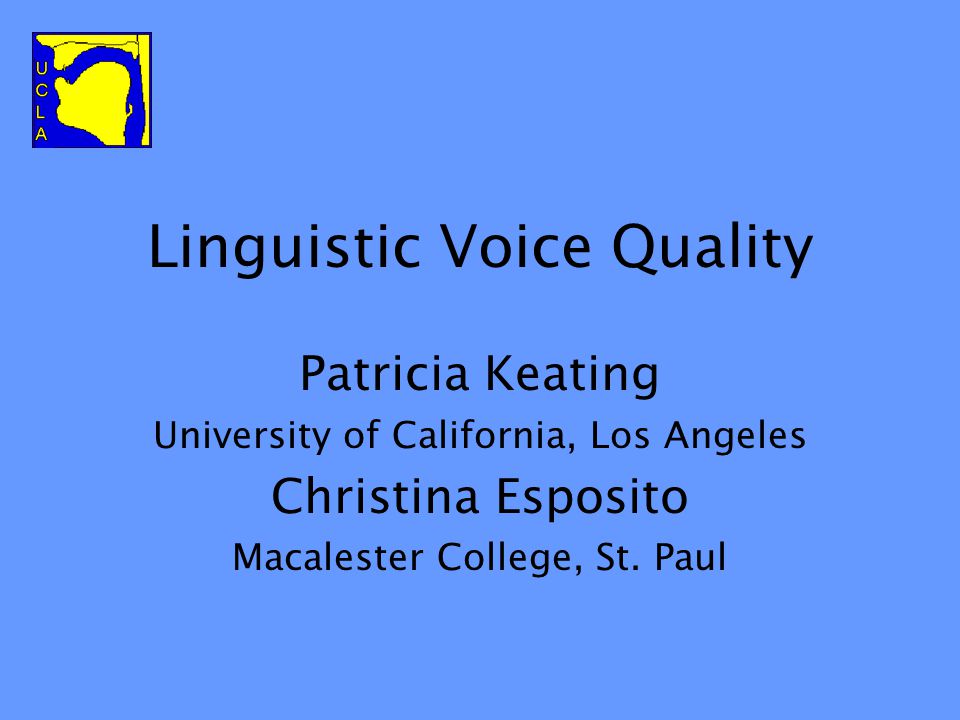 U
C
L
A
Linguistic Voice Quality
Patricia Keating
University of California, Los Angeles
Christina Esposito
Macalester College, St. Paul